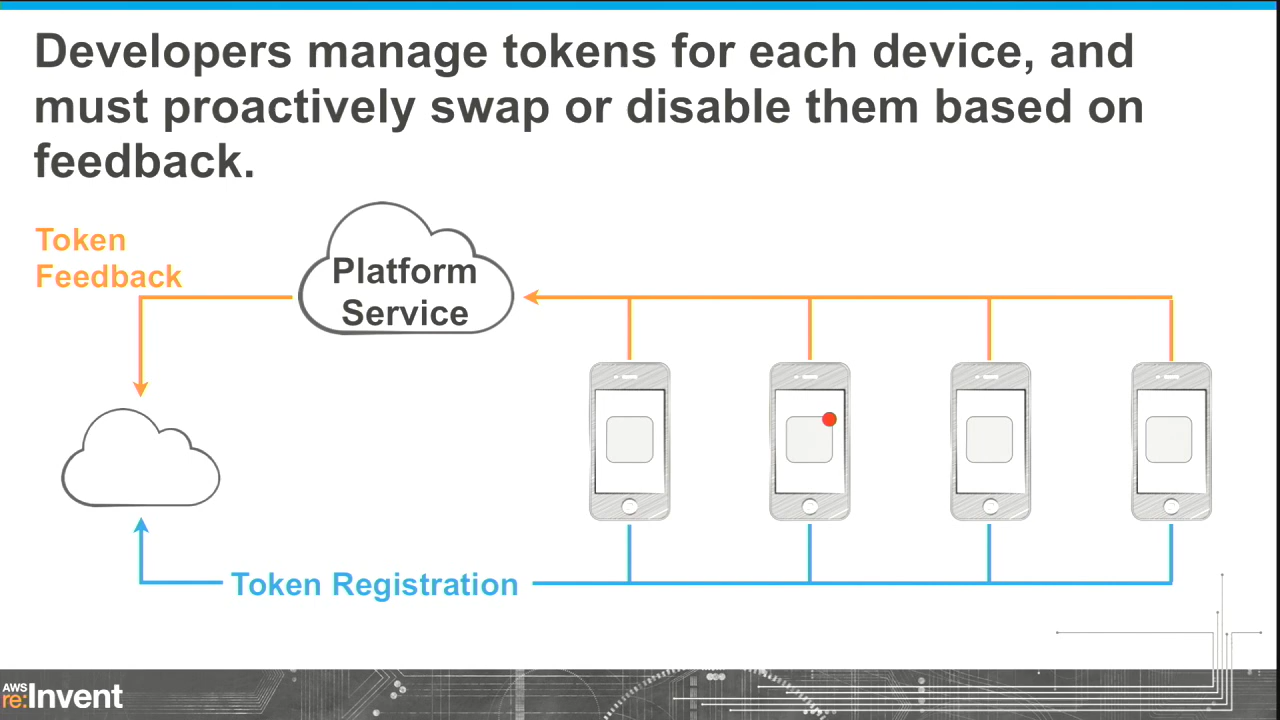 Developers manage tokens for each device, and
must proactively swap or disable them based on
feedback.
Token
Feedback
Platform
Service
Token Registration
AWS
re:Invent